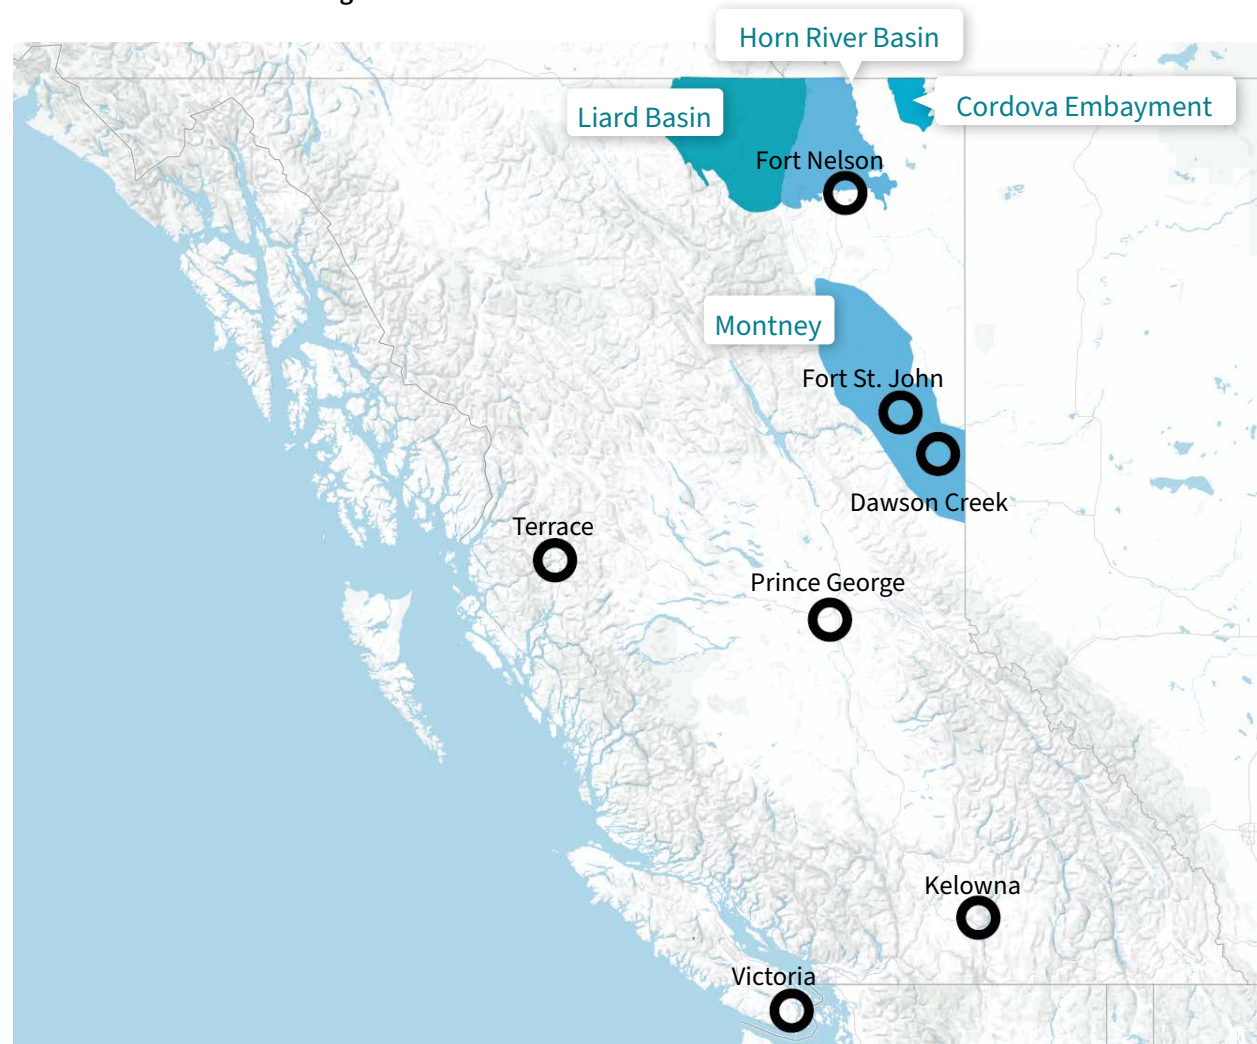 Horn River Basin
Liard Basin
Cordova Embayment
Fort Nelson
Montney
Fort St. John
Dawson Creek
Terrace
Prince George
Kelowna
Victoria